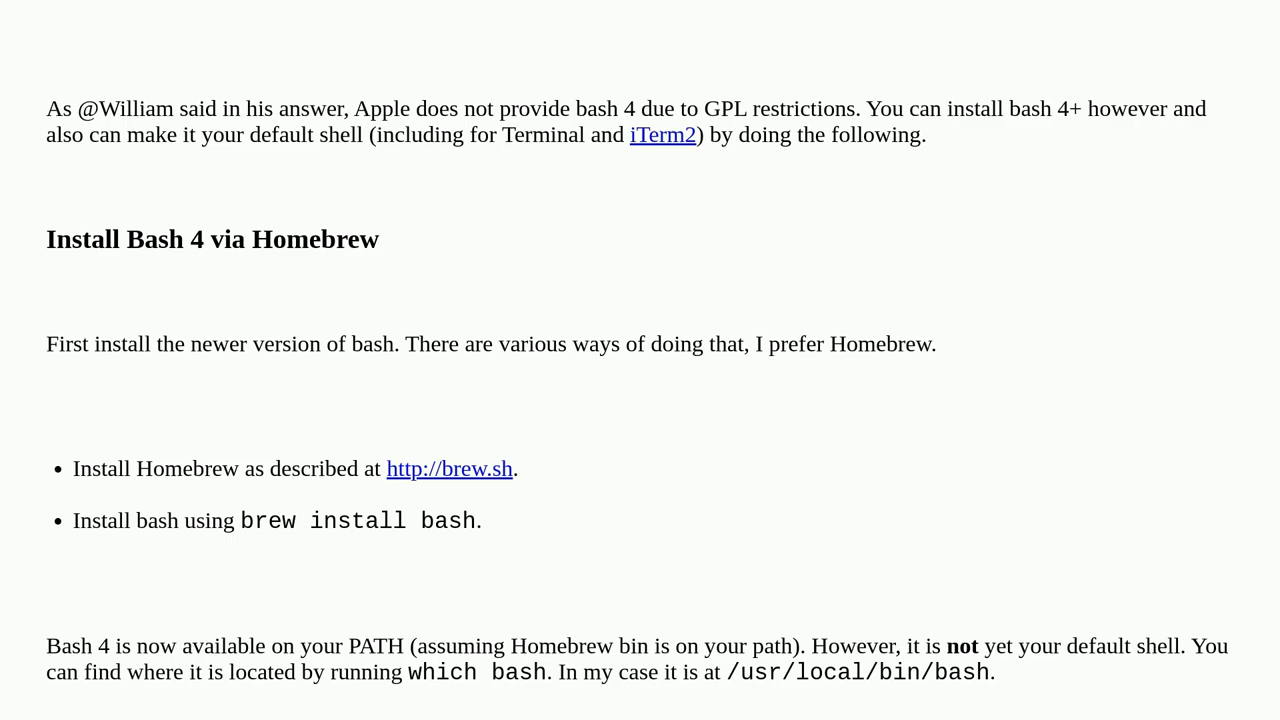 As @William said in his answer, Apple does not provide bash 4 due to GPL restrictions. You can install bash 4+ however and
also can make it your default shell (including for Terminal and iTerm2) by doing the following.
Install Bash 4 via Homebrew
First install the newer version of bash. There are various ways of doing that, I prefer Homebrew.
• Install Homebrew as described at http://brew.sh.
• Install bash using brew install bash.
Bash 4 is now available on your PATH (assuming Homebrew bin is on your path). However, it is not yet your default shell. You
can find where it is located by running which bash. In my case it is at /usr/local/bin/bash.